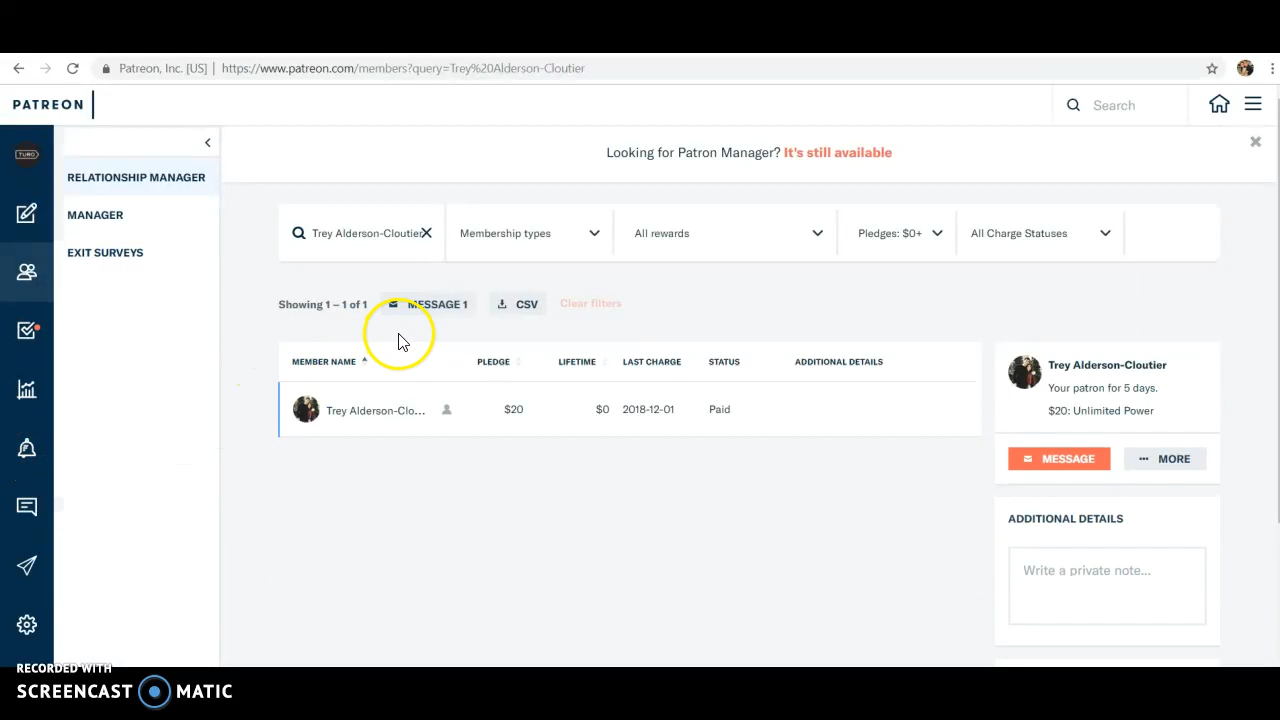 Patreon, Inc. [US] | https://www.patreon.com/members?query=Trey%20Alderson-Cloutier
PATREON
Search
TURO
Looking for Patron Manager? It's still available
RELATIONSHIP MANAGER
MANAGER
EXIT SURVEYS
Trey Alderson-Cloutier
Membership types
All rewards
Pledges: $0+
All Charge Statuses
Showing 1 – 1 of 1
MESSAGE 1
CSV
Clear filters
MEMBER NAME PLEDGE LIFETIME LAST CHARGE STATUS ADDITIONAL DETAILS
Trey Alderson-Clo... $20 $0 2018-12-01 Paid
Trey Alderson-Cloutier
Your patron for 5 days.
$20: Unlimited Power
MESSAGE
MORE
ADDITIONAL DETAILS
Write a private note...
RECORDED WITH
SCREENCAST MATIC